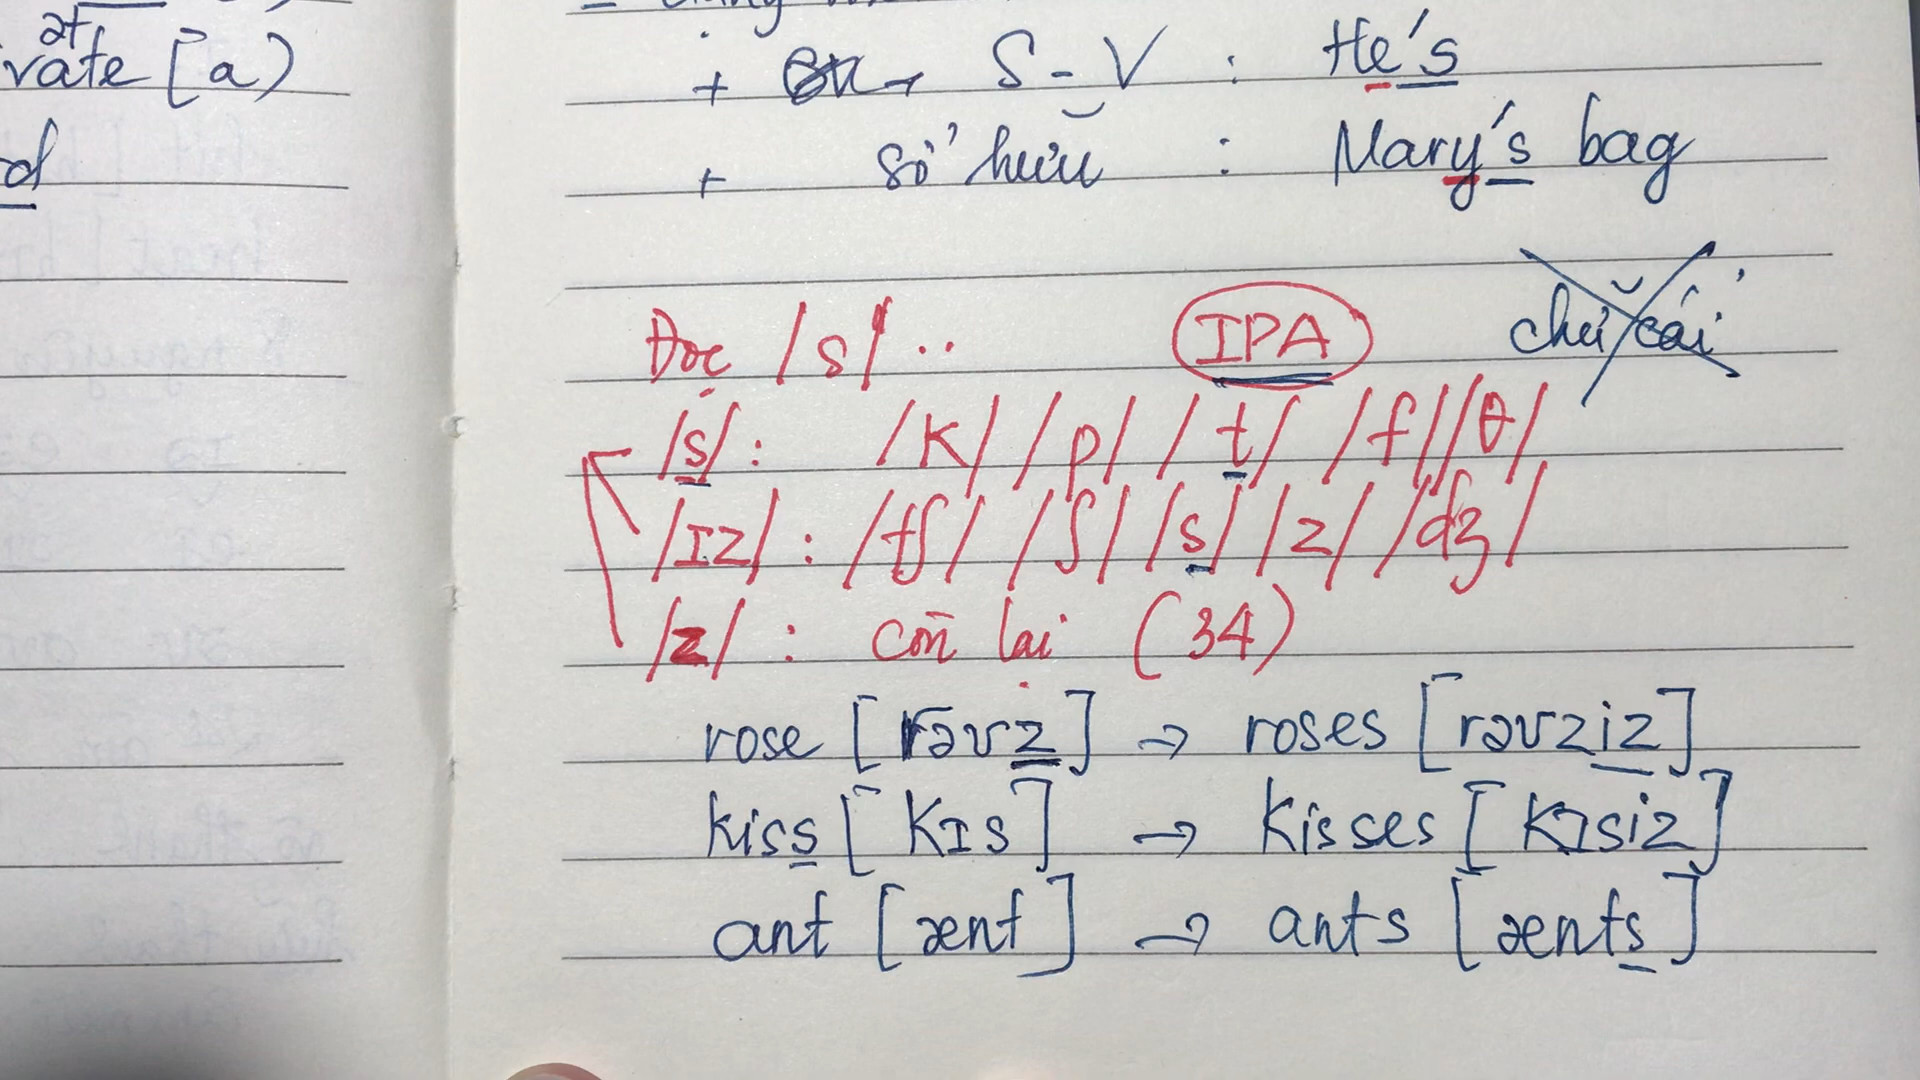 at
vate [a)
d
+ S - V : He's
+ sở hữu : Mary's bag
Đọc /s/.. IPA chữ cái
/s/: /k/ /p/ /t/ /f/ /θ/
/ɪz/ : /tʃ/ /ʃ/ /s/ /z/ /dʒ/
/z/ : còn lại (34)
rose [rəʊz] → roses [rəʊziz]
kiss [kɪs] → kisses [kɪsiz]
ant [ænt] → ants [ænts]